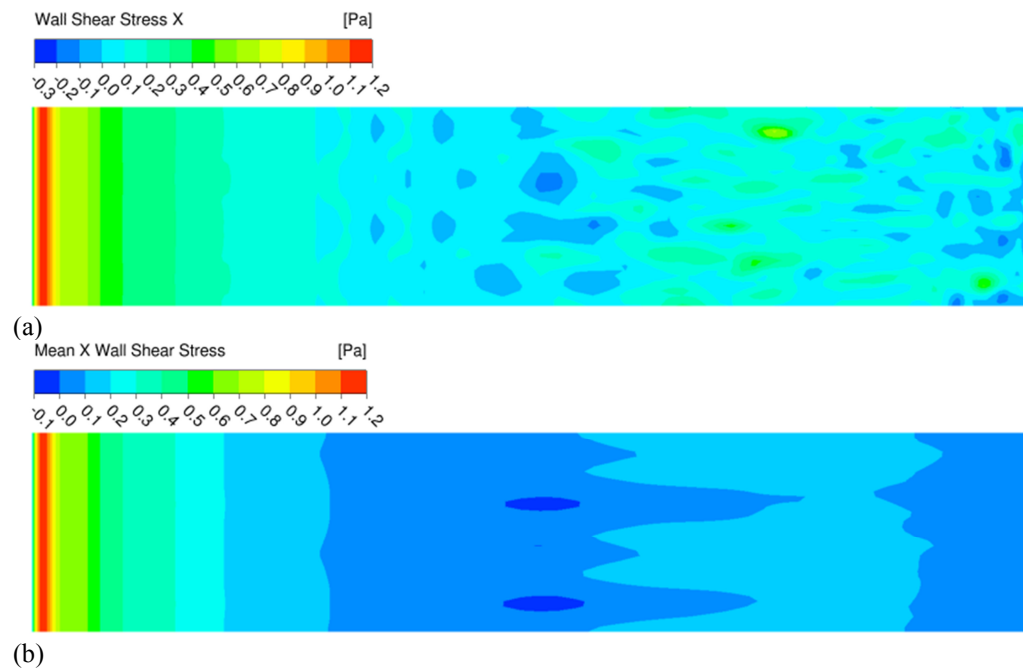 Wall Shear Stress X [Pa]
-0.3 -0.2 -0.1 0.0 0.1 0.2 0.3 0.4 0.5 0.6 0.7 0.8 0.9 1.0 1.1 1.2
(a)
Mean X Wall Shear Stress [Pa]
-0.1 0.0 0.1 0.2 0.3 0.4 0.5 0.6 0.7 0.8 0.9 1.0 1.1 1.2
(b)